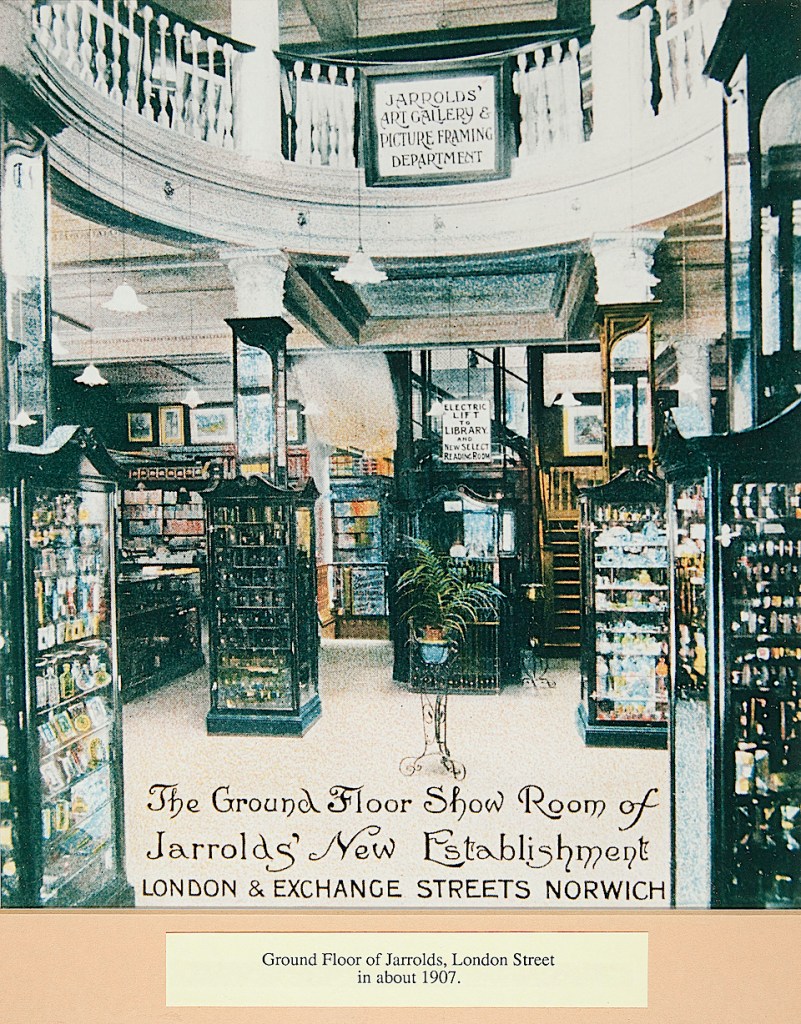 JARROLDS'
ART GALLERY &
PICTURE FRAMING
DEPARTMENT
ELECTRIC
LIFT
TO
LIBRARY
AND
NEW SELECT
READING ROOM
The Ground Floor Show Room of
Jarrolds' New Establishment
LONDON & EXCHANGE STREETS NORWICH
Ground Floor of Jarrolds, London Street
in about 1907.